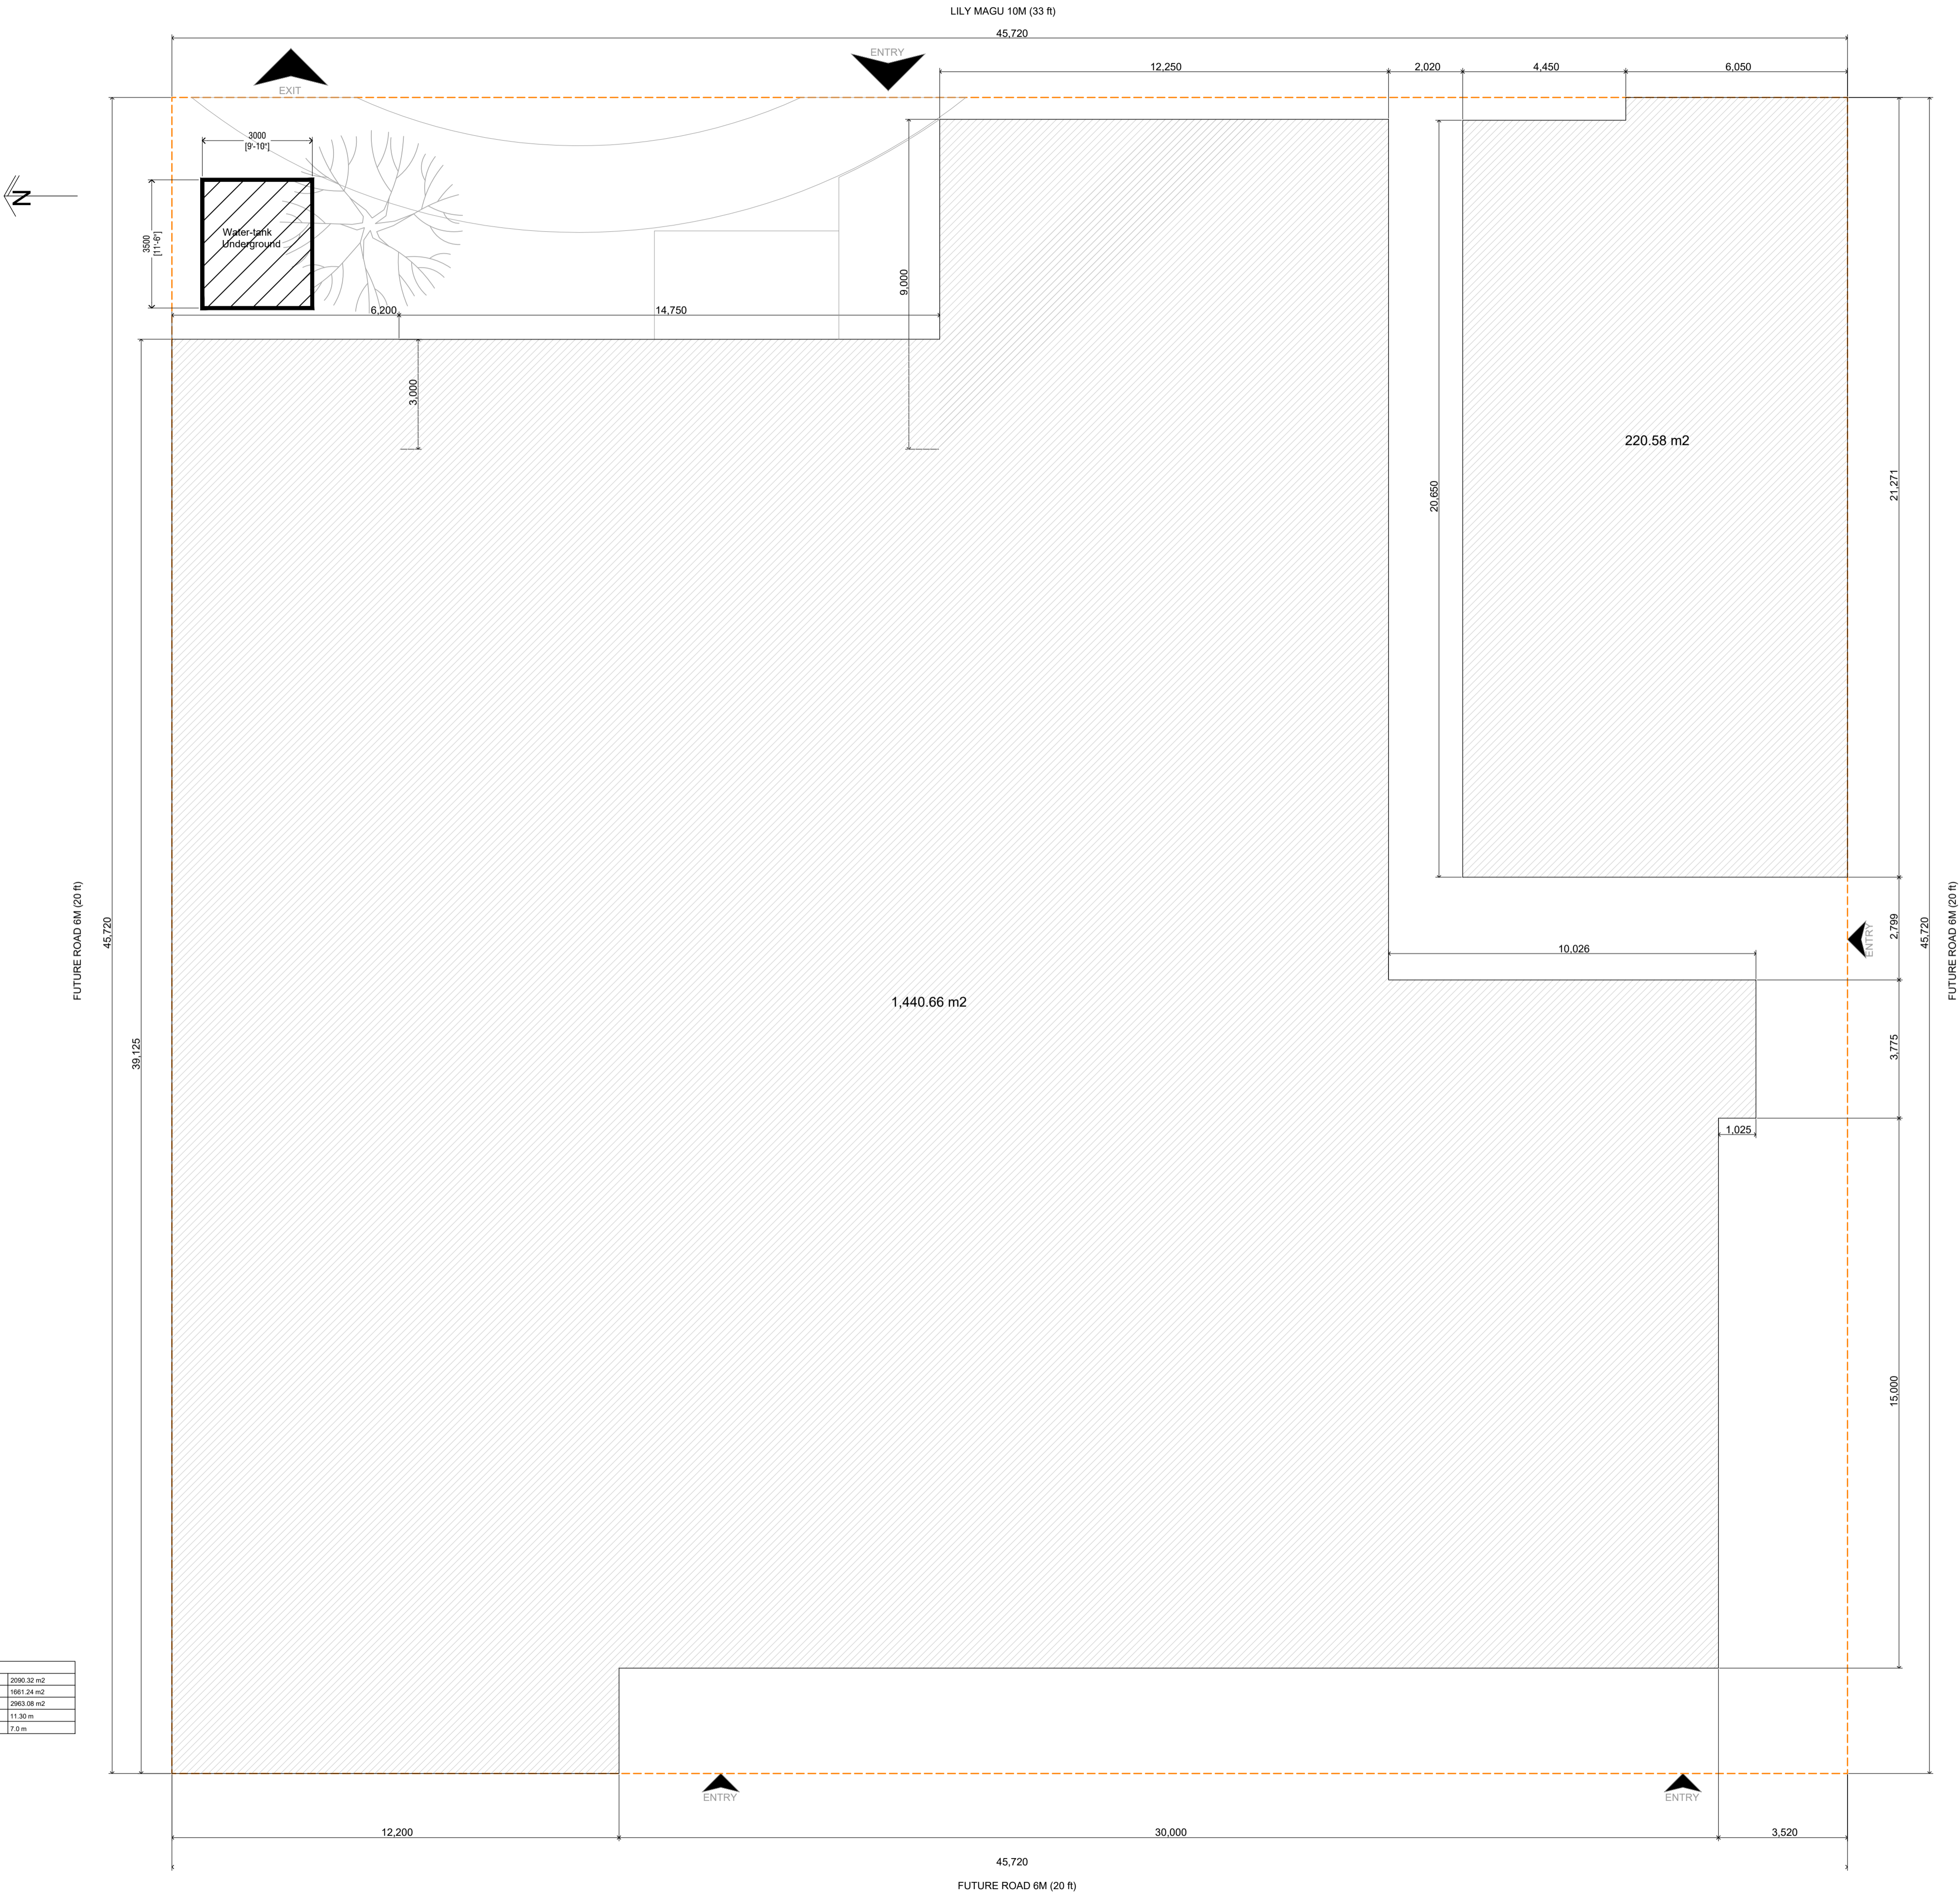 LILY MAGU 10M (33 ft)
45,720
ENTRY
12,250
2,020
4,450
6,050
EXIT
3000
[9'-10"]
N
3500
[11'-6"]
Water-tank
Underground
9,000
6,200
14,750
3,000
220.58 m2
20,650
21,271
FUTURE ROAD 6M (20 ft)
45,720
2,799
ENTRY
45,720
FUTURE ROAD 6M (20 ft)
10,026
1,440.66 m2
39,125
3,775
1,025
15,000
2090.32 m2
1661.24 m2
2963.08 m2
11.30 m
7.0 m
ENTRY
ENTRY
12,200
30,000
3,520
45,720
FUTURE ROAD 6M (20 ft)